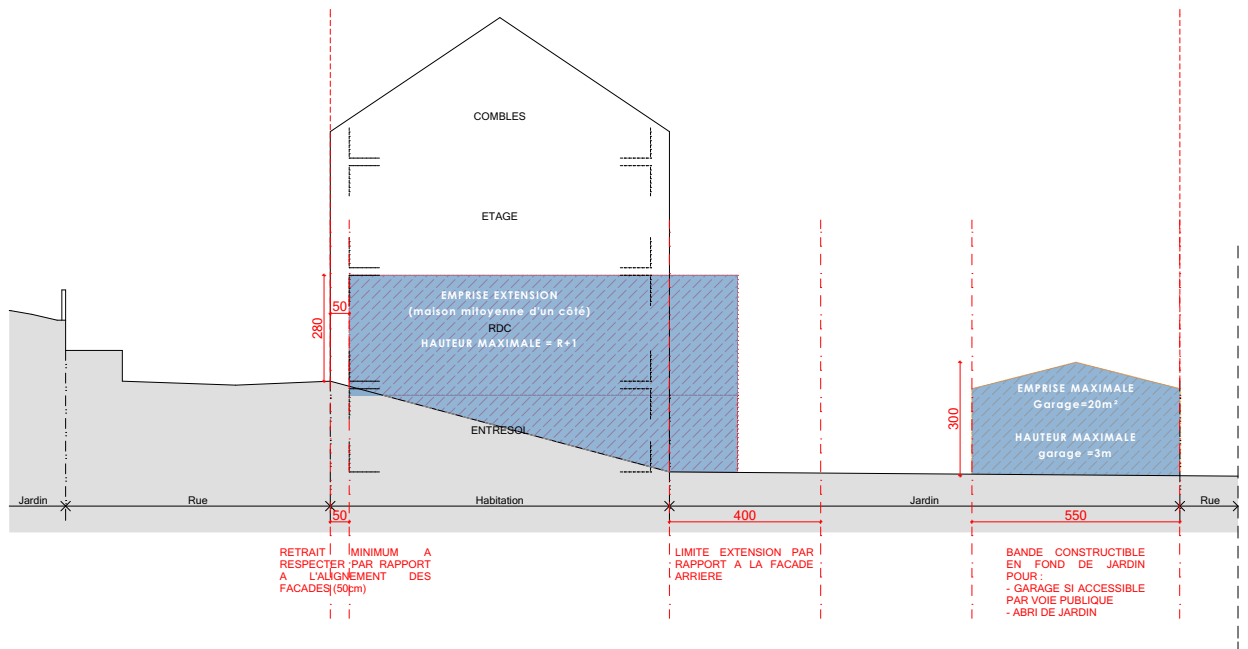 COMBLES
ETAGE
EMPRISE EXTENSION
(maison mitoyenne d'un côté)
RDC
HAUTEUR MAXIMALE = R+1
50
280
ENTRESOL
EMPRISE MAXIMALE
Garage=20m²
HAUTEUR MAXIMALE
garage =3m
300
Jardin
Rue
Habitation
Jardin
Rue
50
400
550
RETRAIT MINIMUM A
RESPECTER PAR RAPPORT
A L'ALIGNEMENT DES
FACADES (50cm)
LIMITE EXTENSION PAR
RAPPORT A LA FACADE
ARRIERE
BANDE CONSTRUCTIBLE
EN FOND DE JARDIN
POUR :
- GARAGE SI ACCESSIBLE
PAR VOIE PUBLIQUE
- ABRI DE JARDIN